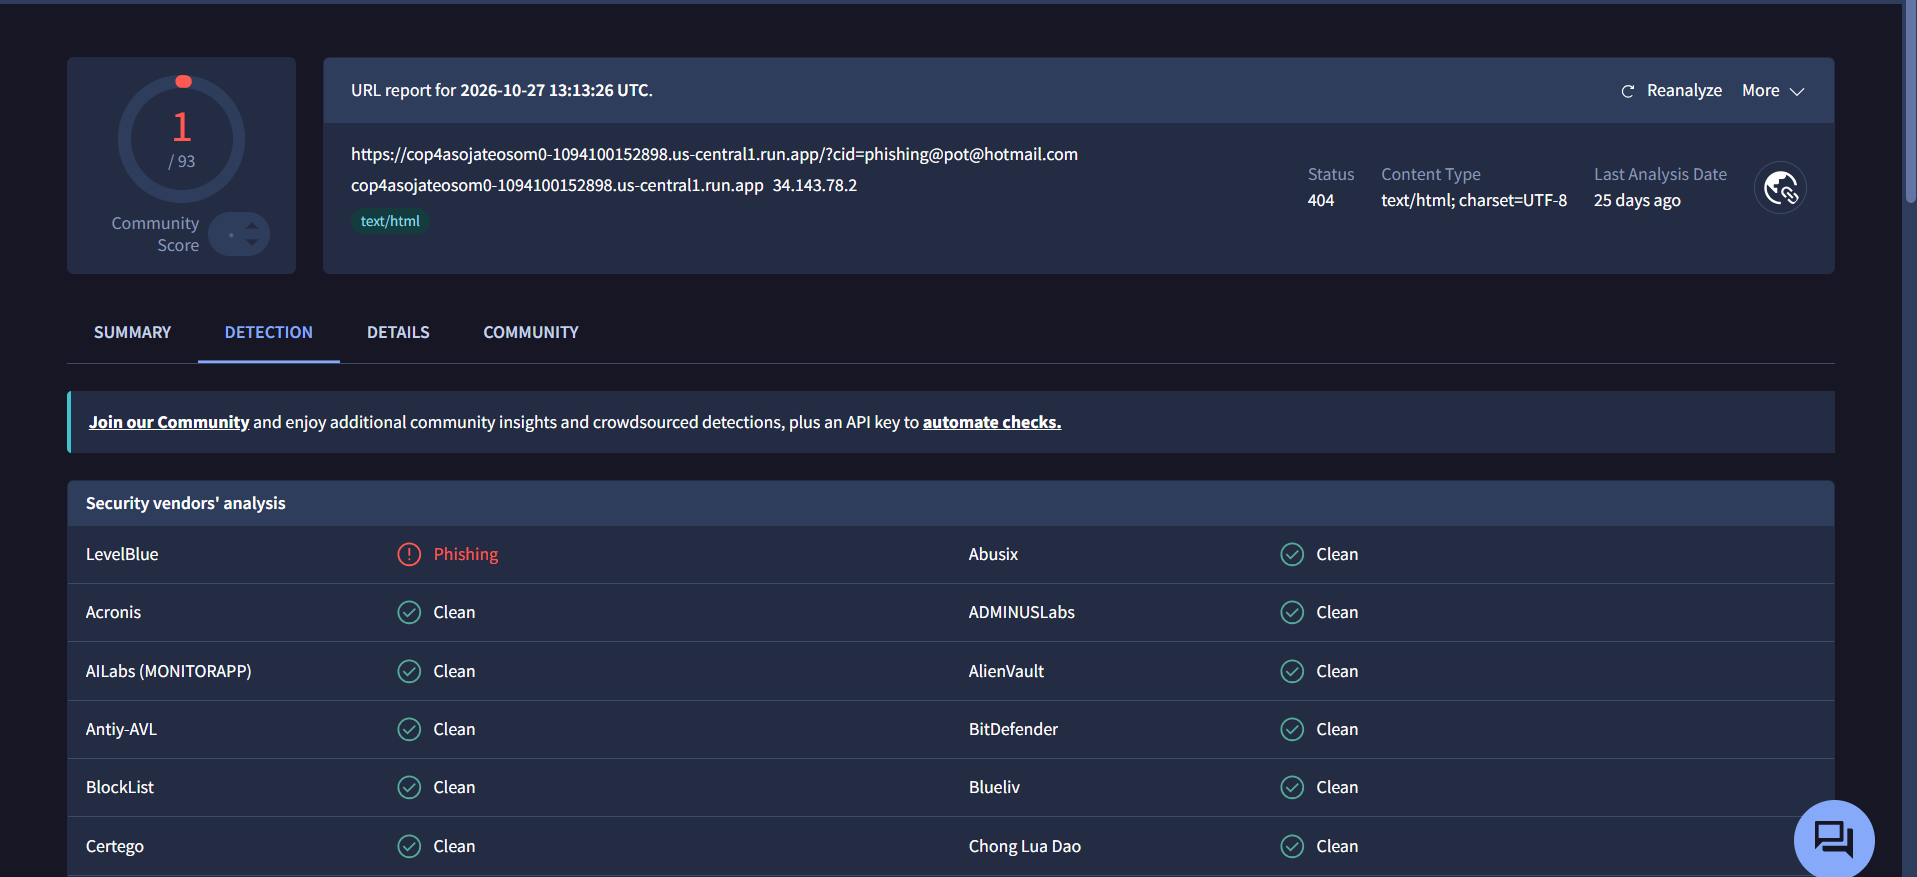 1
/ 93
Community
Score
URL report for 2026-10-27 13:13:26 UTC.
Reanalyze More
https://cop4asojateosom0-1094100152898.us-central1.run.app/?cid=phishing@pot@hotmail.com
cop4asojateosom0-1094100152898.us-central1.run.app 34.143.78.2
text/html
Status Content Type Last Analysis Date
404 text/html; charset=UTF-8 25 days ago
SUMMARY DETECTION DETAILS COMMUNITY
Join our Community and enjoy additional community insights and crowdsourced detections, plus an API key to automate checks.
Security vendors' analysis
LevelBlue Phishing Abusix Clean
Acronis Clean ADMINUSLabs Clean
AILabs (MONITORAPP) Clean AlienVault Clean
Antiy-AVL Clean BitDefender Clean
BlockList Clean Blueliv Clean
Certego Clean Chong Lua Dao Clean